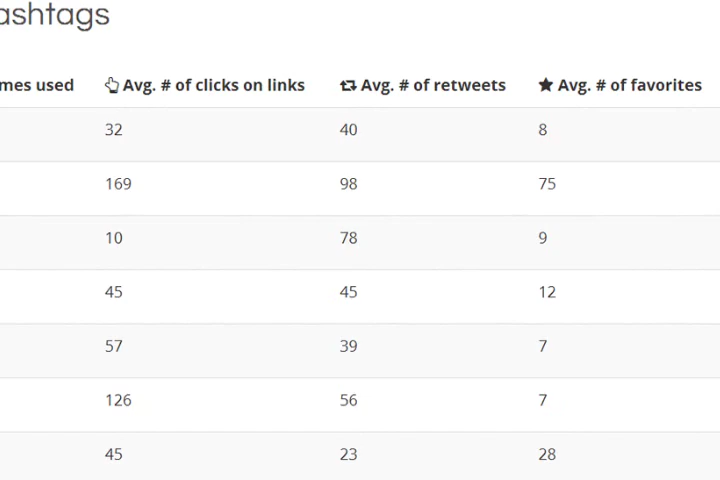 ashtags
mes used Avg. # of clicks on links Avg. # of retweets Avg. # of favorites
32 40 8
169 98 75
10 78 9
45 45 12
57 39 7
126 56 7
45 23 28